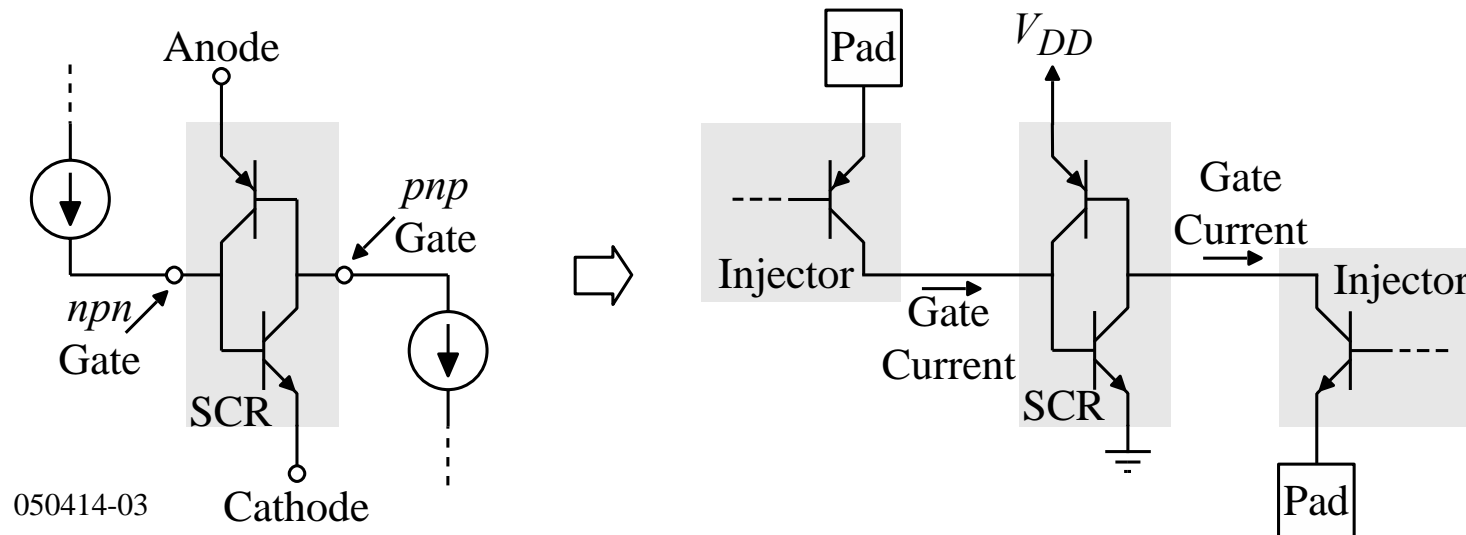 Anode
npn
Gate
pnp
Gate
SCR
Cathode
050414-03
Pad
Injector
Gate
Current
VDD
SCR
Gate
Current
Injector
Pad